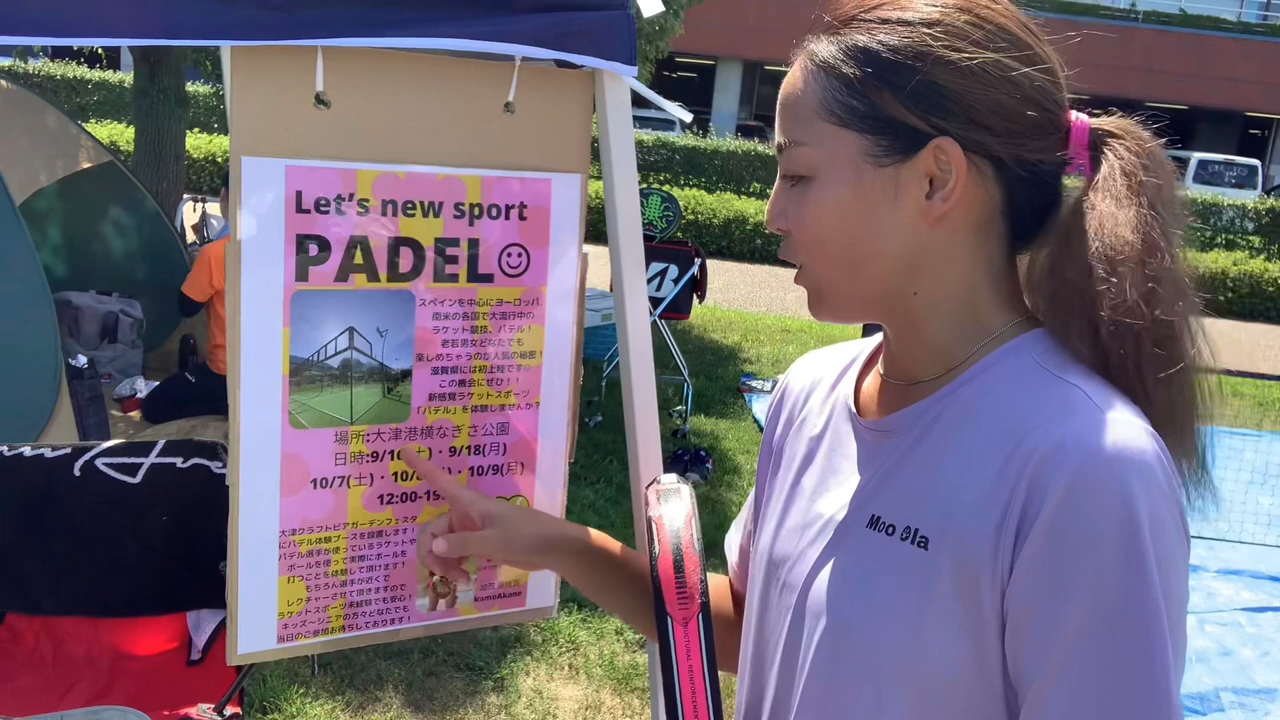 Let's new sport
PADEL
スペインを中心にヨーロッパ、
南米の各国で大流行中の
ラケット競技、パデル！
老若男女どなたでも
楽しめちゃうのが人気の秘密！
滋賀県には初上陸です
この機会にぜひ！！
新感覚ラケットスポーツ
「パデル」を体験しませんか？
場所:大津港横なぎさ公園
日時:9/16(土)・9/18(月)
10/7(土)・10/8・10/9(月)
12:00-15
大津クラフトビアガーデンフェスタ
にパデル体験ブースを設置します！
パデル選手が使っているラケットや
ボールを使って実際にボールを
打つことを体験して頂けます！
もちろん選手が近くで
レクチャーさせて頂きますので
ラケットスポーツ未経験でも安心！
キッズ〜シニアの方々どなたでも
当日のご参加お待ちしております！
kamoAkane
B
Moo la
STRUCTURAL REINFORCEMENT